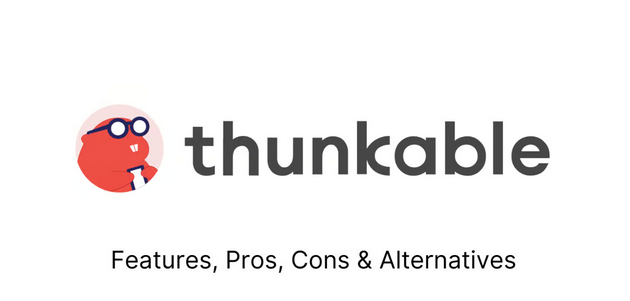 thunkable
Features, Pros, Cons & Alternatives